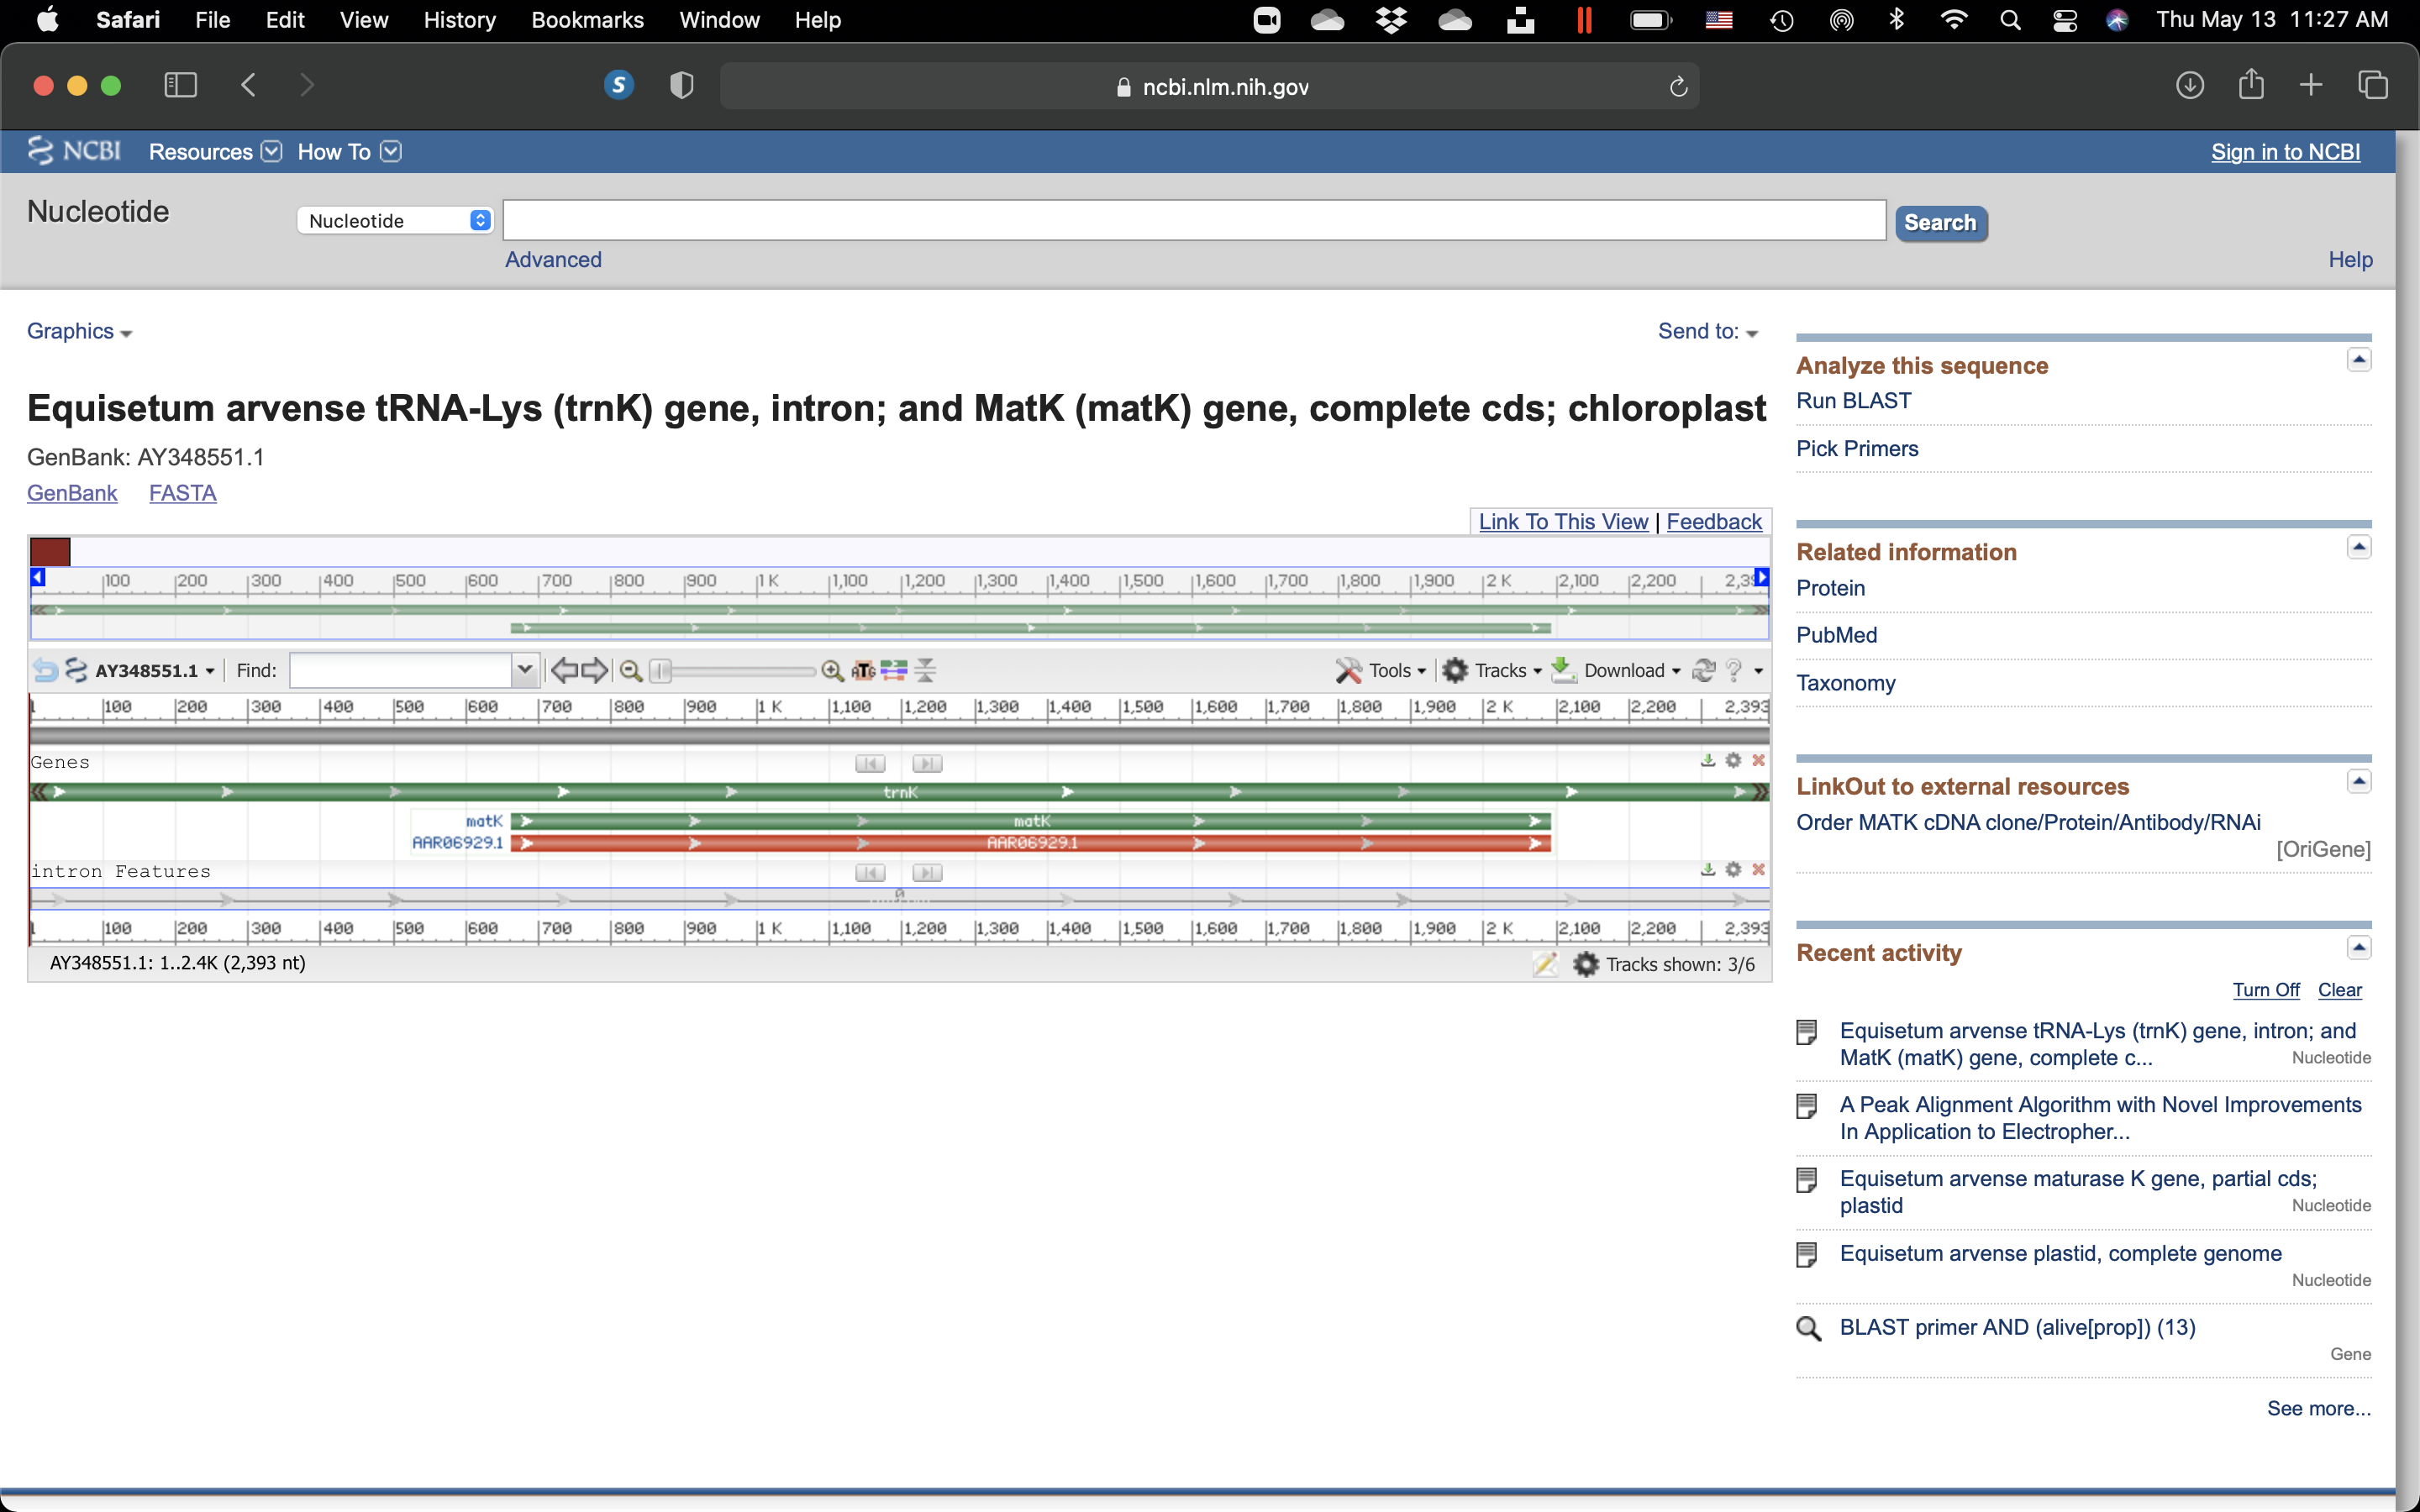 Safari File Edit View History Bookmarks Window Help Thu May 13 11:27 AM
S ncbi.nlm.nih.gov
NCBI Resources How To Sign in to NCBI
Nucleotide Nucleotide Search
Advanced Help
Graphics Send to:
Equisetum arvense tRNA-Lys (trnK) gene, intron; and MatK (matK) gene, complete cds; chloroplast
GenBank: AY348551.1
GenBank FASTA
Link To This View | Feedback
100 200 300 400 500 600 700 800 900 1 K 1,100 1,200 1,300 1,400 1,500 1,600 1,700 1,800 1,900 2 K 2,100 2,200
AY348551.1 Find: ATG Tools Tracks Download ?
1 100 200 300 400 500 600 700 800 900 1 K 1,100 1,200 1,300 1,400 1,500 1,600 1,700 1,800 1,900 2 K 2,100 2,200 2,393
Genes
trnK
matK matK
AAR06929.1 AAR06929.1
intron Features
1 100 200 300 400 500 600 700 800 900 1 K 1,100 1,200 1,300 1,400 1,500 1,600 1,700 1,800 1,900 2 K 2,100 2,200 2,393
AY348551.1: 1..2.4K (2,393 nt) Tracks shown: 3/6
Analyze this sequence
Run BLAST
Pick Primers
Related information
Protein
PubMed
Taxonomy
LinkOut to external resources
Order MATK cDNA clone/Protein/Antibody/RNAi
[OriGene]
Recent activity
Turn Off Clear
Equisetum arvense tRNA-Lys (trnK) gene, intron; and
MatK (matK) gene, complete c... Nucleotide
A Peak Alignment Algorithm with Novel Improvements
In Application to Electropher...
Equisetum arvense maturase K gene, partial cds;
plastid Nucleotide
Equisetum arvense plastid, complete genome
Nucleotide
BLAST primer AND (alive[prop]) (13)
Gene
See more...